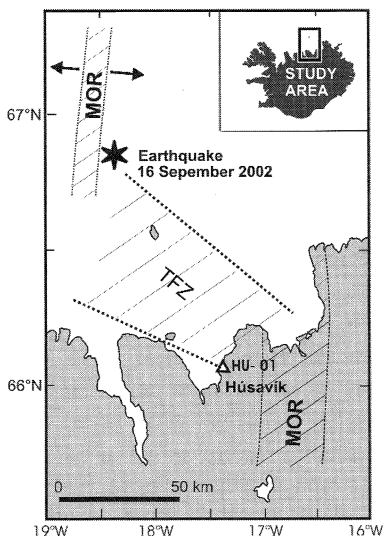 MOR
STUDY
AREA
67°N
Earthquake
16 Sepember 2002
TFZ
HU- 01
66°N
Húsavík
MOR
0 50 km
19°W 18°W 17°W 16°W